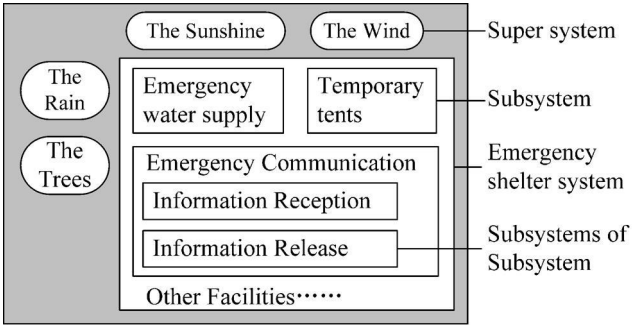 The Sunshine
The Wind
Super system
The
Rain
Emergency
water supply
Temporary
tents
Subsystem
The
Trees
Emergency Communication
Emergency
shelter system
Information Reception
Information Release
Subsystems of
Subsystem
Other Facilities······